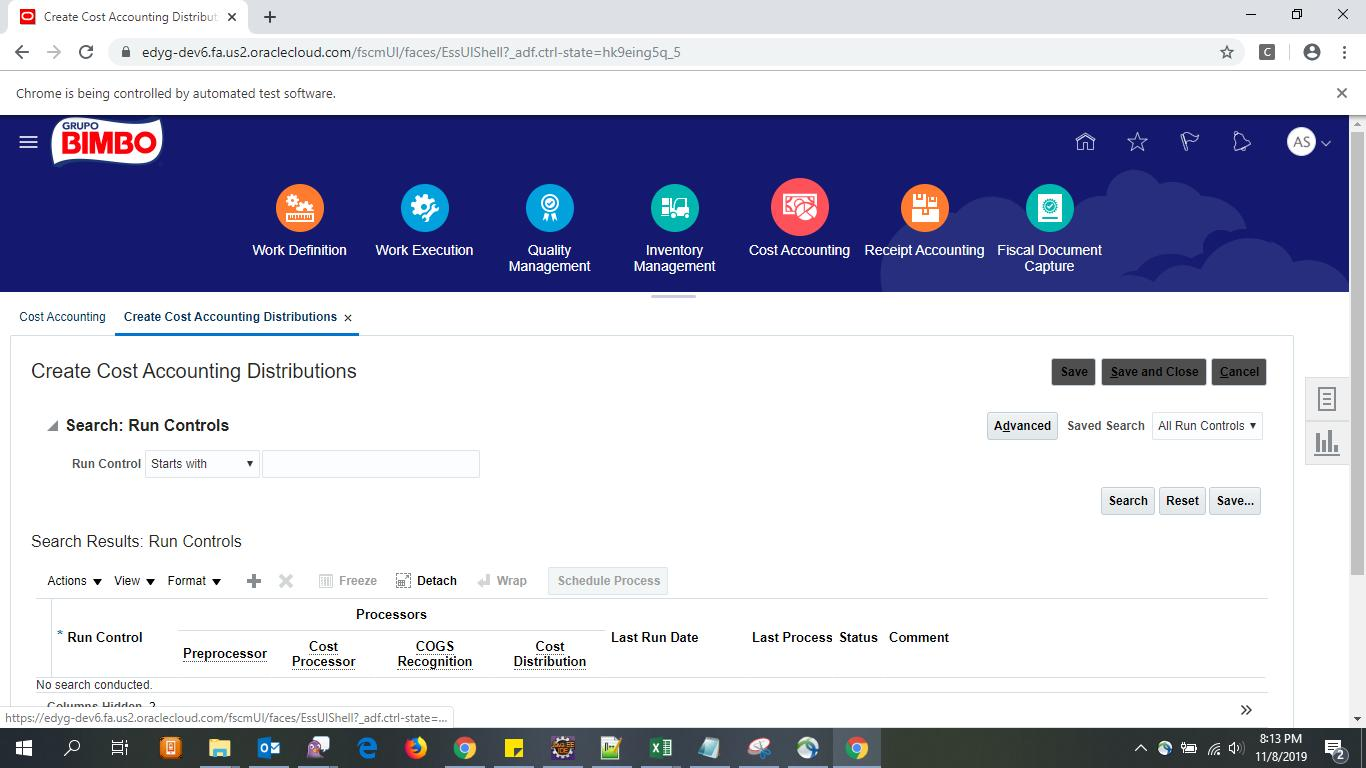 Create Cost Accounting Distribut
edyg-dev6.fa.us2.oraclecloud.com/fscmUI/faces/EssUIShell?_adf.ctrl-state=hk9eing5q_5
C
Chrome is being controlled by automated test software.
GRUPO
BIMBO
AS
Work Definition
Work Execution
Quality
Management
Inventory
Management
Cost Accounting
Receipt Accounting
Fiscal Document
Capture
Cost Accounting
Create Cost Accounting Distributions
Create Cost Accounting Distributions
Save
Save and Close
Cancel
Search: Run Controls
Advanced
Saved Search
All Run Controls
Run Control
Starts with
Search
Reset
Save...
Search Results: Run Controls
Actions
View
Format
Freeze
Detach
Wrap
Schedule Process
* Run Control
Processors
Preprocessor
Cost
Processor
COGS
Recognition
Cost
Distribution
Last Run Date
Last Process
Status
Comment
No search conducted.
Columns Hidden 2
https://edyg-dev6.fa.us2.oraclecloud.com/fscmUI/faces/EssUIShell?_adf.ctrl-state=...
8:13 PM
11/8/2019
2